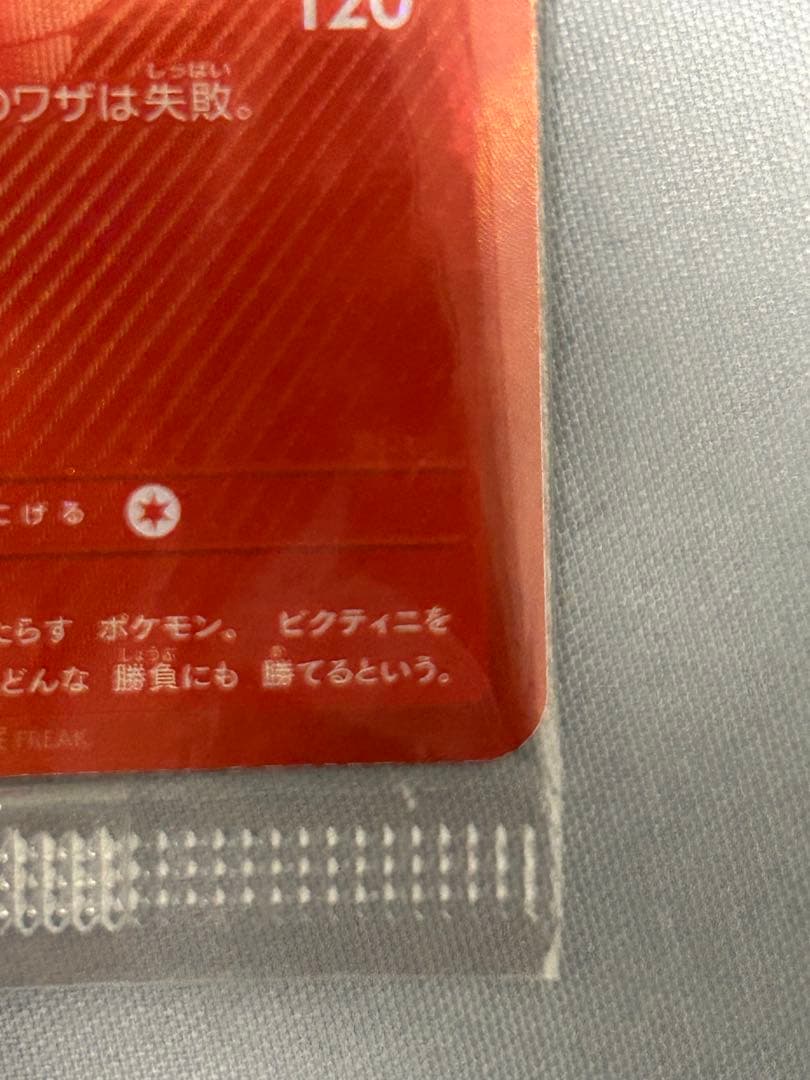 120
しっぱい
のワザは失敗。
にげる
たらす ポケモン。 ビクティニを
しょうぶ か
どんな 勝負にも 勝てるという。
FREAK